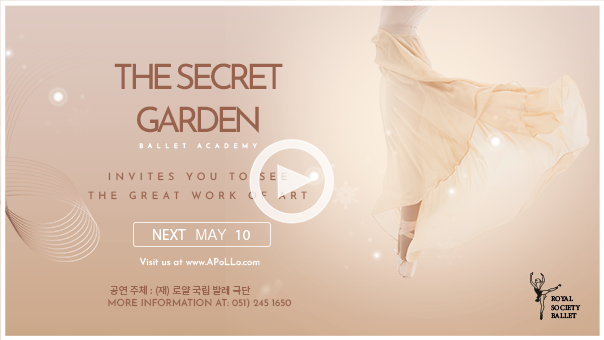 THE SECRET
GARDEN
BALLET ACADEMY
INVITES YOU TO SEE
THE GREAT WORK OF ART
NEXT MAY 10
Visit us at www.APoLLo.com
공연 주체 : (재) 로얄 국립 발레 극단
MORE INFORMATION AT: 051) 245 1650
ROYAL
SOCIETY
BALLET